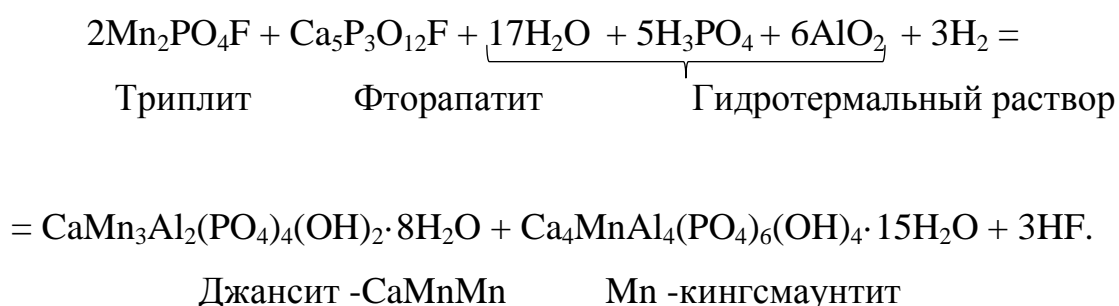 2Mn₂PO₄F + Ca₅P₃O₁₂F + 17H₂O + 5H₃PO₄ + 6AlO₂ + 3H₂ =
Триплит Фторапатит Гидротермальный раствор
= CaMn₃Al₂(PO₄)₄(OH)₂·8H₂O + Ca₄MnAl₄(PO₄)₆(OH)₄·15H₂O + 3HF.
Джансит -CaMnMn Mn -кингсмаунтит